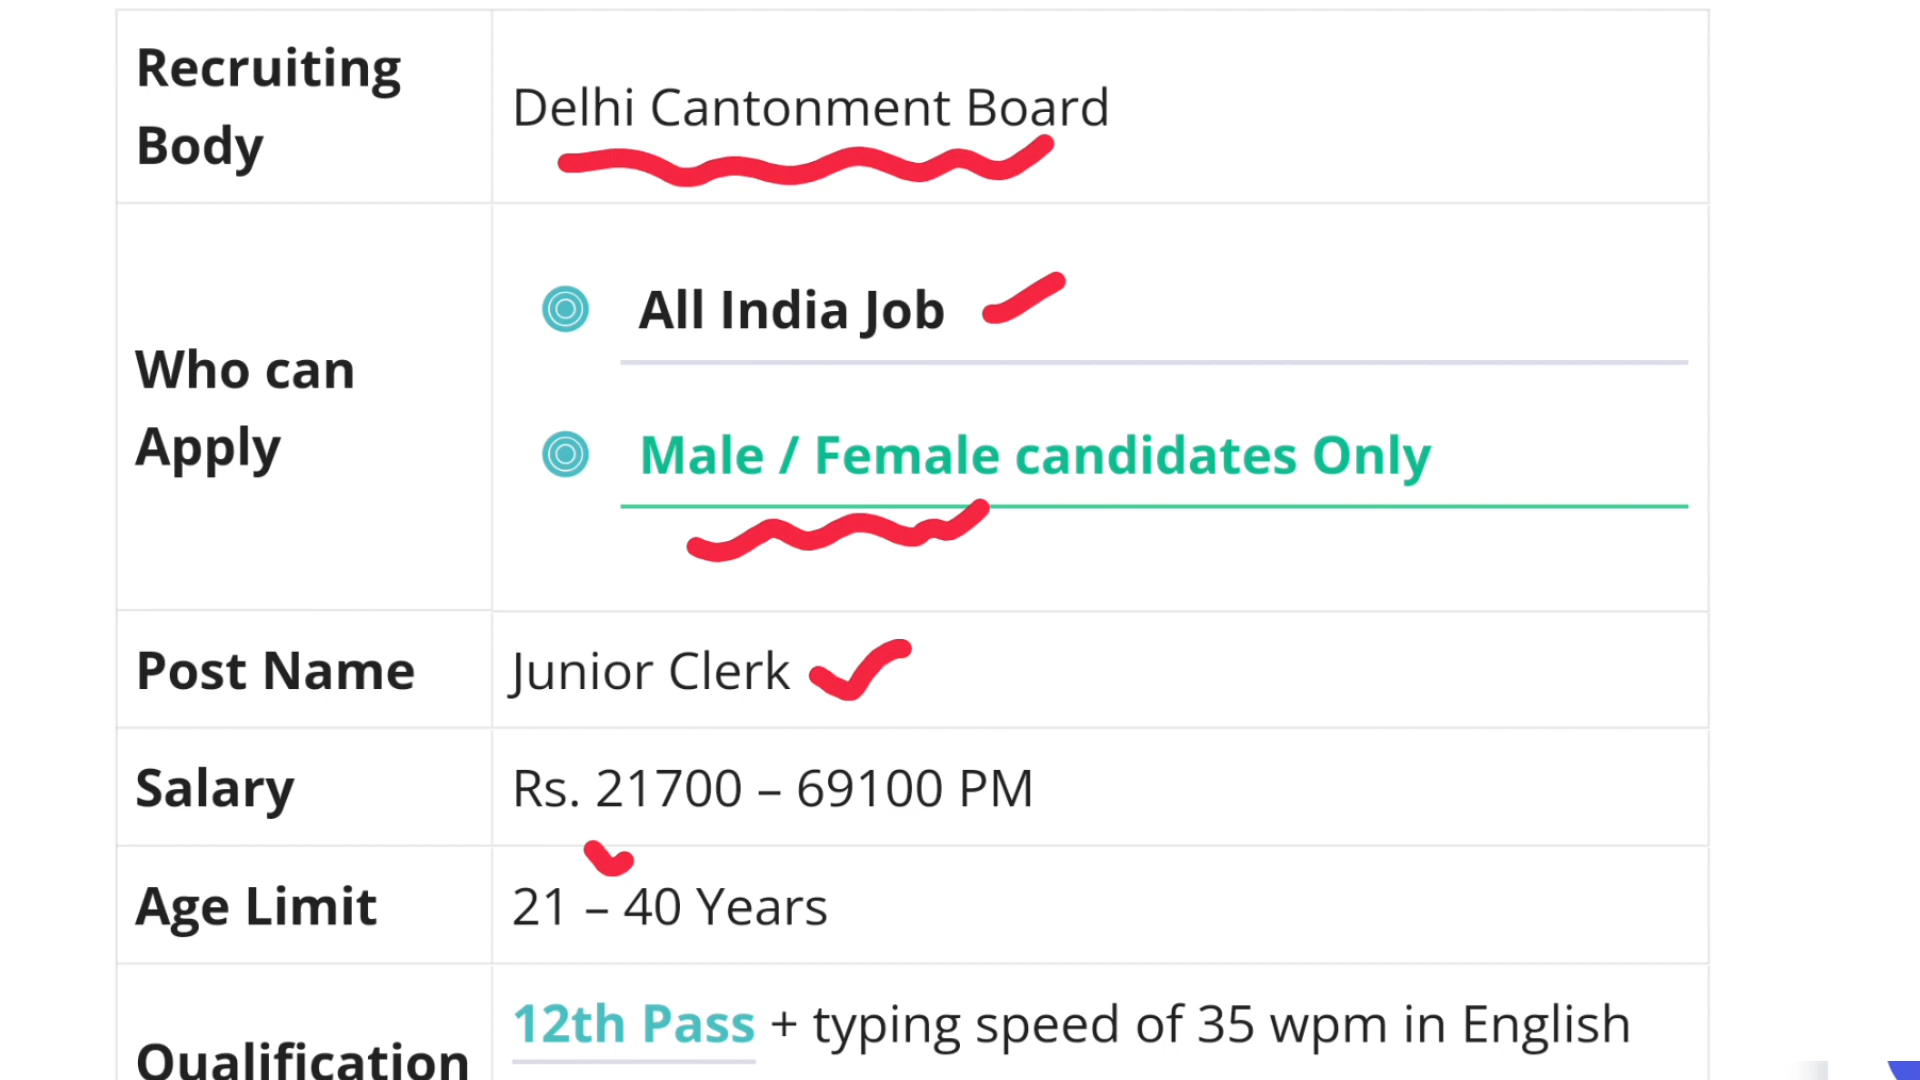 Recruiting
Body
Delhi Cantonment Board
Who can
Apply
All India Job
Male / Female candidates Only
Post Name
Junior Clerk
Salary
Rs. 21700 – 69100 PM
Age Limit
21 – 40 Years
Qualification
12th Pass + typing speed of 35 wpm in English